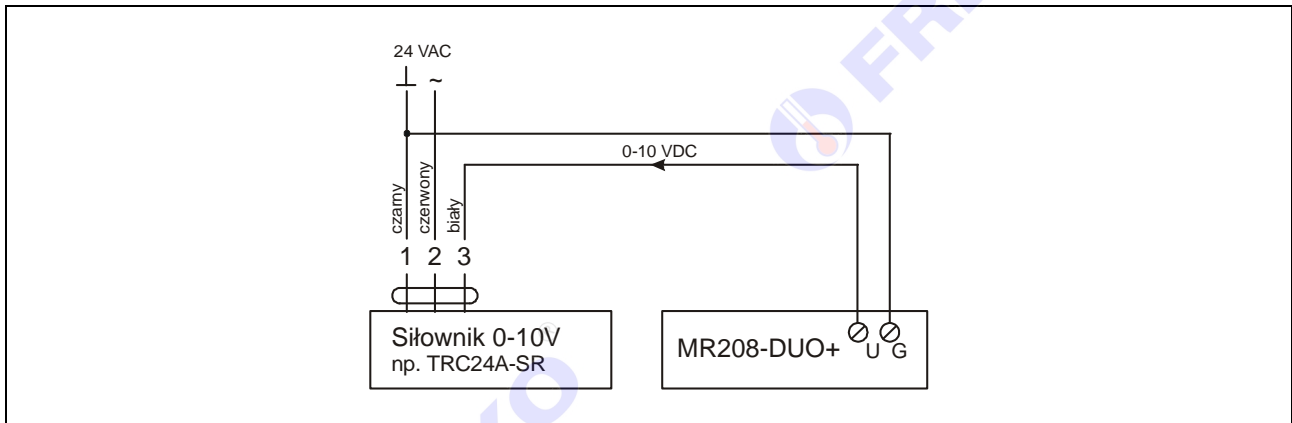 24 VAC
~
0-10 VDC
czarny
czerwony
biały
1 2 3
Siłownik 0-10V
np. TRC24A-SR
MR208-DUO+
U G